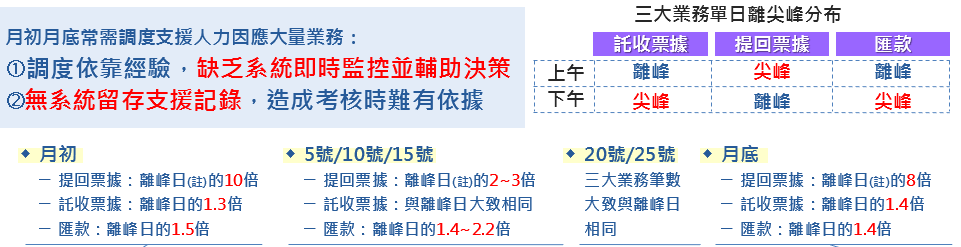 月初月底常需調度支援人力因應大量業務：
①調度依靠經驗，缺乏系統即時監控並輔助決策
②無系統留存支援記錄，造成考核時難有依據
三大業務單日離尖峰分布
託收票據 提回票據 匯款
上午 離峰 尖峰 離峰
下午 尖峰 離峰 尖峰
◆ 月初
－ 提回票據：離峰日(註)的10倍
－ 託收票據：離峰日的1.3倍
－ 匯款：離峰日的1.5倍
◆ 5號/10號/15號
－ 提回票據：離峰日(註)的2~3倍
－ 託收票據：與離峰日大致相同
－ 匯款：離峰日的1.4~2.2倍
◆ 20號/25號
三大業務筆數
大致與離峰日
相同
◆ 月底
－ 提回票據：離峰日(註)的8倍
－ 託收票據：離峰日的1.4倍
－ 匯款：離峰日的1.4倍